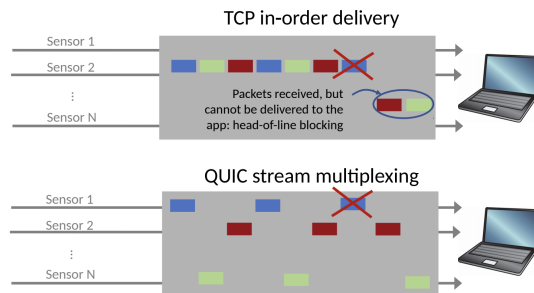 TCP in-order delivery
Sensor 1
Sensor 2
⋮
Sensor N
Packets received, but
cannot be delivered to the
app: head-of-line blocking
QUIC stream multiplexing
Sensor 1
Sensor 2
⋮
Sensor N